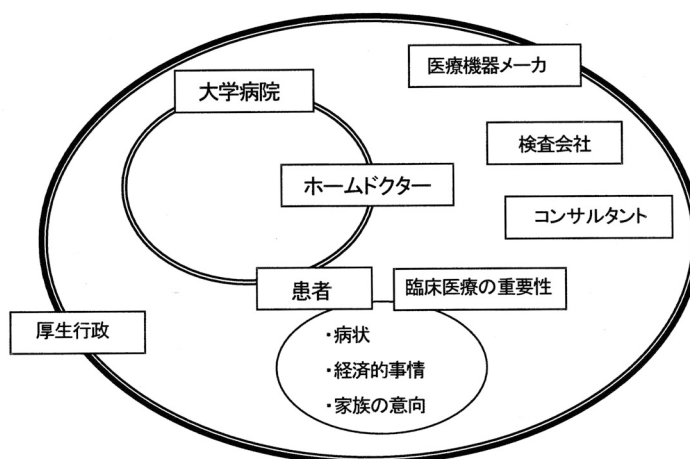 医療機器メーカ
大学病院
検査会社
ホームドクター
コンサルタント
患者
臨床医療の重要性
厚生行政
・病状
・経済的事情
・家族の意向